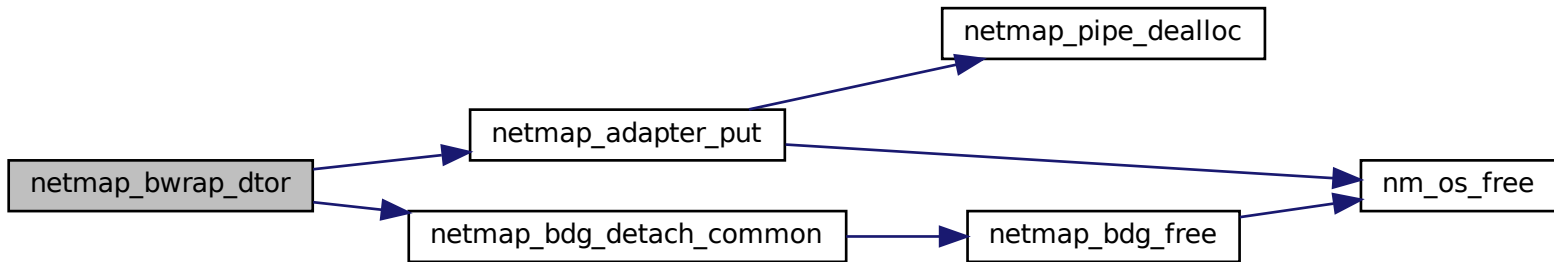 netmap_pipe_dealloc
netmap_adapter_put
netmap_bwrap_dtor
nm_os_free
netmap_bdg_detach_common
netmap_bdg_free